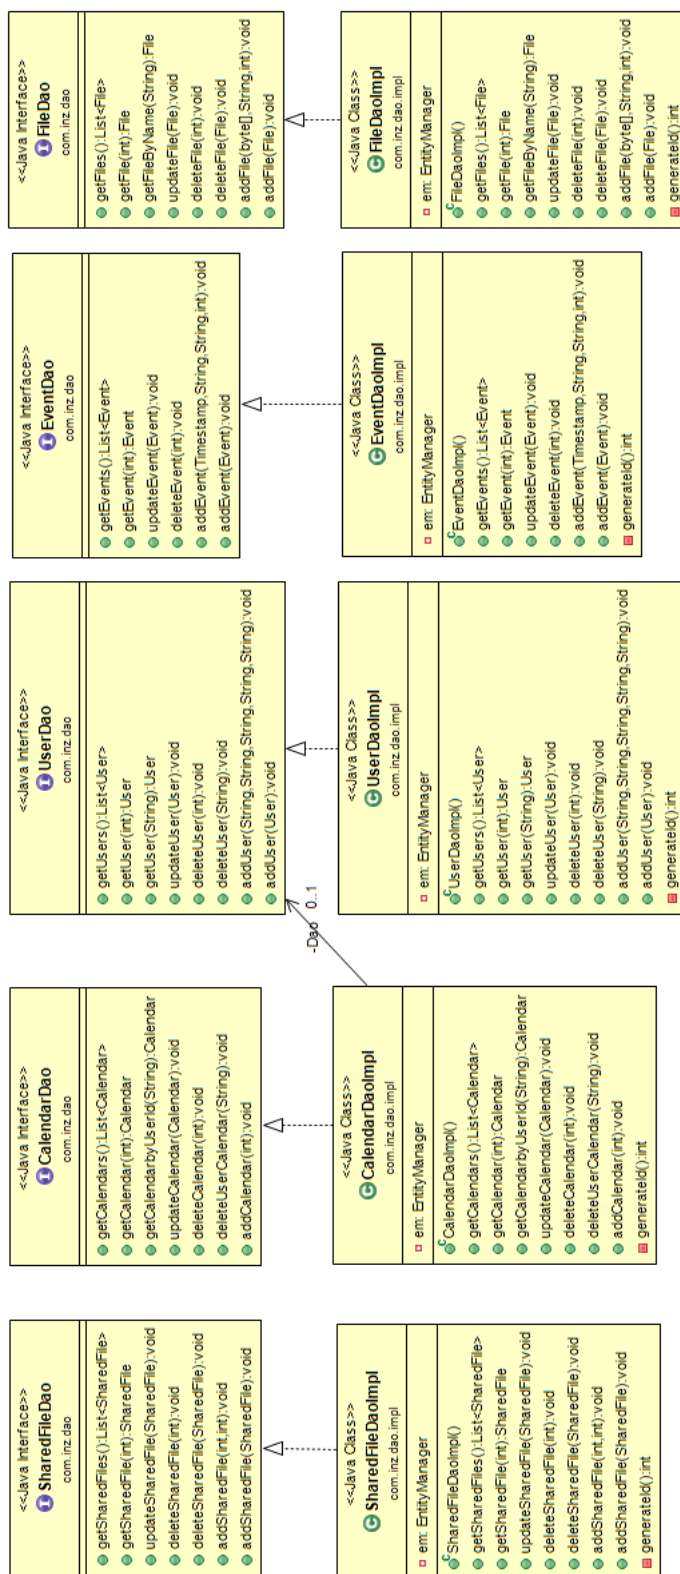 <<Java Interface>>
SharedFileDao
com.inz.dao
getSharedFiles():List<SharedFile>
getSharedFile(int):SharedFile
updateSharedFile(SharedFile):void
deleteSharedFile(int):void
deleteSharedFile(SharedFile):void
addSharedFile(int,int):void
addSharedFile(SharedFile):void
<<Java Interface>>
CalendarDao
com.inz.dao
getCalendars():List<Calendar>
getCalendar(int):Calendar
getCalendarbyUserId(String):Calendar
updateCalendar(Calendar):void
deleteCalendar(int):void
deleteUserCalendar(String):void
addCalendar(int):void
<<Java Interface>>
UserDao
com.inz.dao
getUsers():List<User>
getUser(int):User
getUser(String):User
updateUser(User):void
deleteUser(int):void
deleteUser(String):void
addUser(String,String,String,String,String):void
addUser(User):void
<<Java Interface>>
EventDao
com.inz.dao
getEvents():List<Event>
getEvent(int):Event
updateEvent(Event):void
deleteEvent(int):void
addEvent(Timestamp,String,String,int):void
addEvent(Event):void
<<Java Interface>>
FileDao
com.inz.dao
getFiles():List<File>
getFile(int):File
getFileByName(String):File
updateFile(File):void
deleteFile(int):void
deleteFile(File):void
addFile(byte[],String,int):void
addFile(File):void
-Dao 0..1
<<Java Class>>
SharedFileDaoImpl
com.inz.dao.impl
em: EntityManager
SharedFileDaoImpl()
getSharedFiles():List<SharedFile>
getSharedFile(int):SharedFile
updateSharedFile(SharedFile):void
deleteSharedFile(int):void
deleteSharedFile(SharedFile):void
addSharedFile(int,int):void
addSharedFile(SharedFile):void
generateId():int
<<Java Class>>
CalendarDaoImpl
com.inz.dao.impl
em: EntityManager
CalendarDaoImpl()
getCalendars():List<Calendar>
getCalendar(int):Calendar
getCalendarbyUserId(String):Calendar
updateCalendar(Calendar):void
deleteCalendar(int):void
deleteUserCalendar(String):void
addCalendar(int):void
generateId():int
<<Java Class>>
UserDaoImpl
com.inz.dao.impl
em: EntityManager
UserDaoImpl()
getUsers():List<User>
getUser(int):User
getUser(String):User
updateUser(User):void
deleteUser(int):void
deleteUser(String):void
addUser(String,String,String,String,String):void
addUser(User):void
generateId():int
<<Java Class>>
EventDaoImpl
com.inz.dao.impl
em: EntityManager
EventDaoImpl()
getEvents():List<Event>
getEvent(int):Event
updateEvent(Event):void
deleteEvent(int):void
addEvent(Timestamp,String,String,int):void
addEvent(Event):void
generateId():int
<<Java Class>>
FileDaoImpl
com.inz.dao.impl
em: EntityManager
FileDaoImpl()
getFiles():List<File>
getFile(int):File
getFileByName(String):File
updateFile(File):void
deleteFile(int):void
deleteFile(File):void
addFile(byte[],String,int):void
addFile(File):void
generateId():int